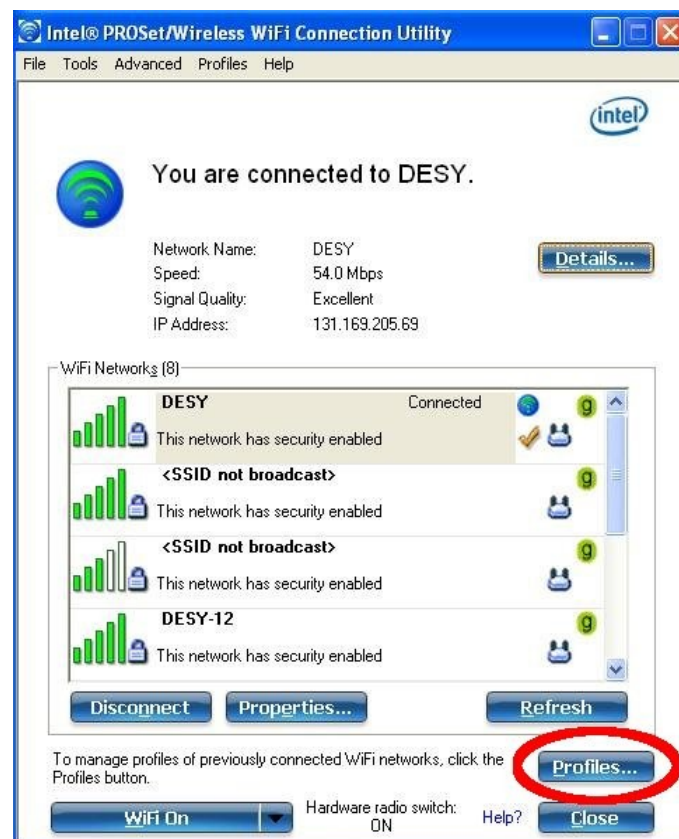 Intel® PROSet/Wireless WiFi Connection Utility
File Tools Advanced Profiles Help
intel
You are connected to DESY.
Network Name: DESY
Speed: 54.0 Mbps
Signal Quality: Excellent
IP Address: 131.169.205.69
Details...
WiFi Networks (8)
DESY Connected g
This network has security enabled
<SSID not broadcast> g
This network has security enabled
<SSID not broadcast> g
This network has security enabled
DESY-12 g
This network has security enabled
Disconnect Properties... Refresh
To manage profiles of previously connected WiFi networks, click the
Profiles button.
Profiles...
WiFi On
Hardware radio switch:
ON
Help? Close